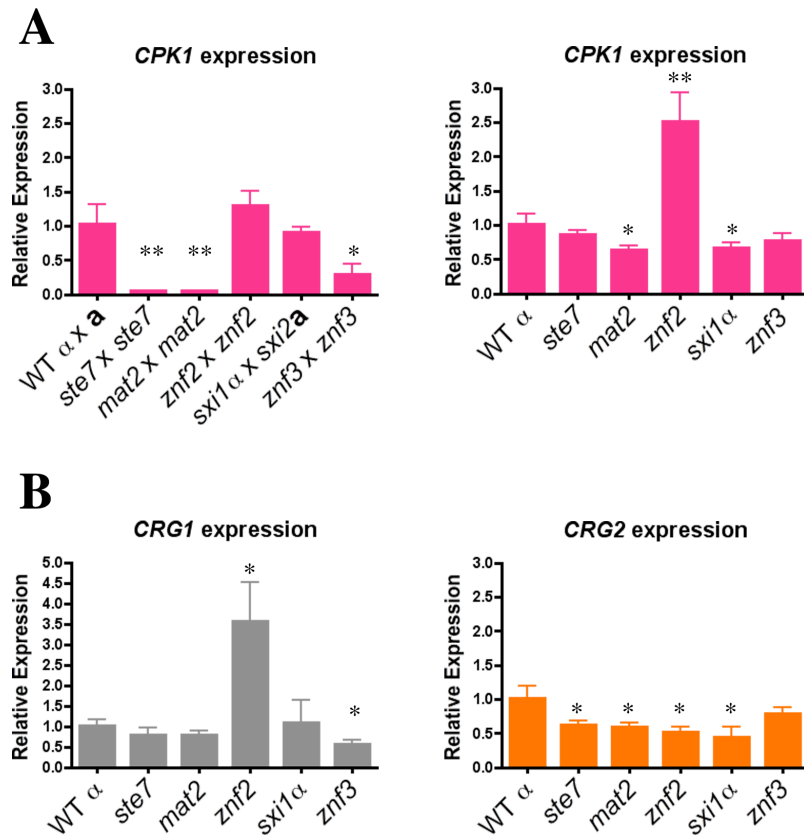 A
CPK1 expression
Relative Expression
3.0
2.5
2.0
1.5
1.0
0.5
0.0
** ** *
WT α x a
ste7 x ste7
mat2 x mat2
znf2 x znf2
sxi1α x sxi2a
znf3 x znf3
CPK1 expression
Relative Expression
3.0
2.5
2.0
1.5
1.0
0.5
0.0
* ** *
WT α
ste7
mat2
znf2
sxi1α
znf3
B
CRG1 expression
Relative Expression
5.0
4.5
4.0
3.5
3.0
2.5
2.0
1.5
1.0
0.5
0.0
* *
WT α
ste7
mat2
znf2
sxi1α
znf3
CRG2 expression
Relative Expression
3.0
2.5
2.0
1.5
1.0
0.5
0.0
* * * *
WT α
ste7
mat2
znf2
sxi1α
znf3